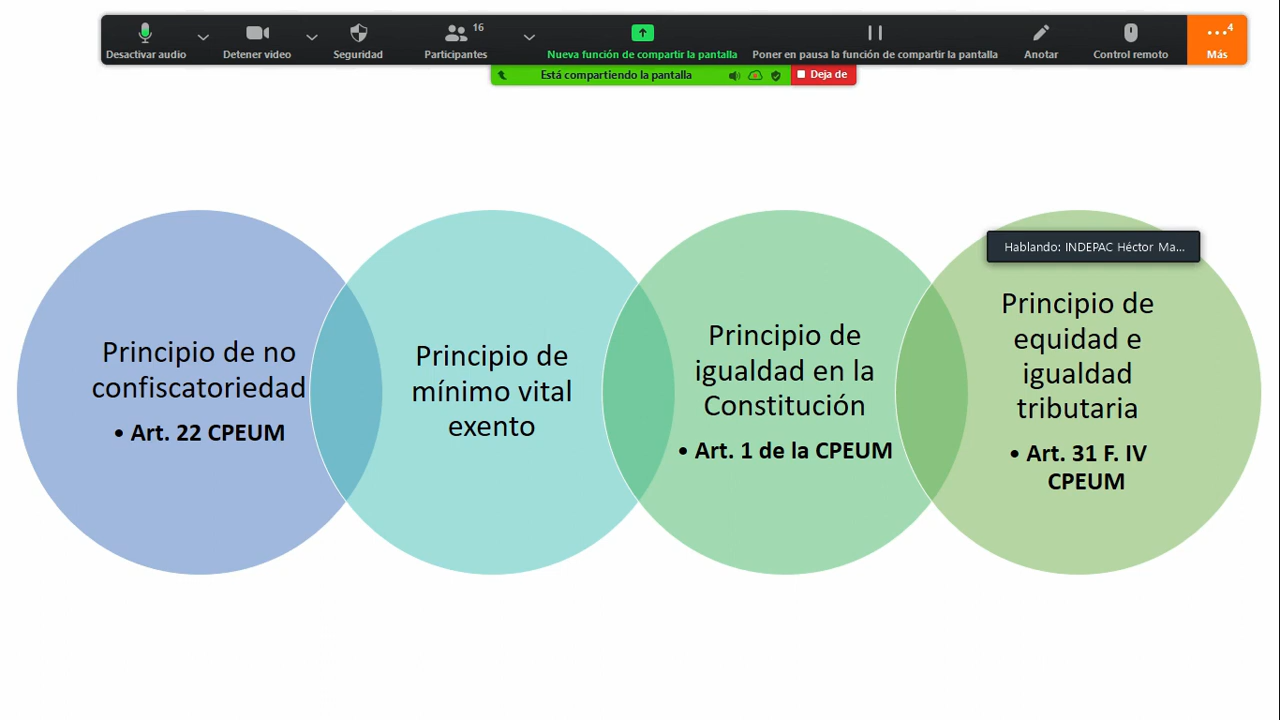 16
4
Desactivar audio
Detener video
Seguridad
Participantes
Nueva función de compartir la pantalla
Poner en pausa la función de compartir la pantalla
Anotar
Control remoto
Más
Está compartiendo la pantalla
Deja de
Hablando: INDEPAC Héctor Ma...
Principio de no
confiscatoriedad
• Art. 22 CPEUM
Principio de
mínimo vital
exento
Principio de
igualdad en la
Constitución
• Art. 1 de la CPEUM
Principio de
equidad e
igualdad
tributaria
• Art. 31 F. IV
CPEUM